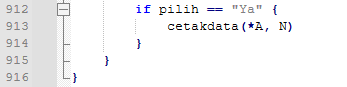 912 if pilih == "Ya" {
913 cetakdata(*A, N)
914 }
915 }
916 }